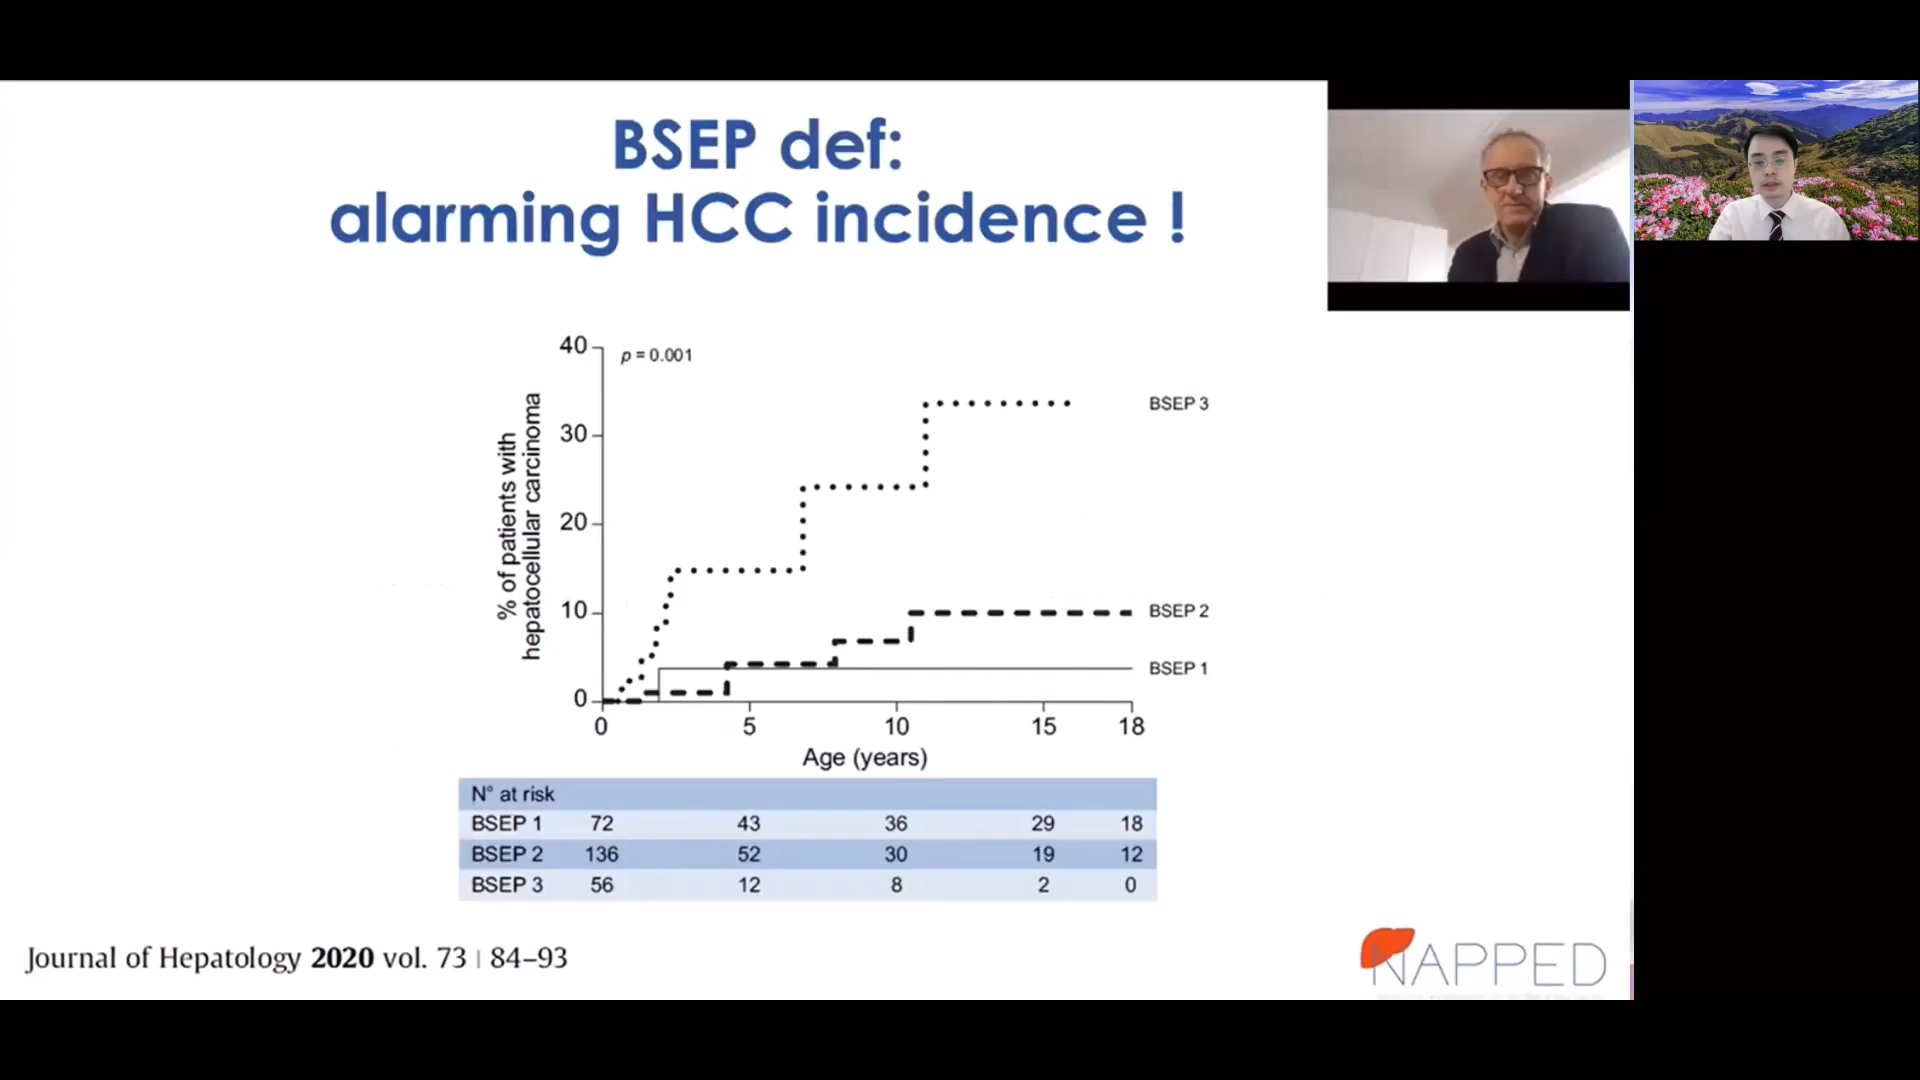 BSEP def:
alarming HCC incidence !
40
p = 0.001
30
20
10
0
% of patients with
hepatocellular carcinoma
BSEP 3
BSEP 2
BSEP 1
0 5 10 15 18
Age (years)
N° at risk
BSEP 1 72 43 36 29 18
BSEP 2 136 52 30 19 12
BSEP 3 56 12 8 2 0
Journal of Hepatology 2020 vol. 73 | 84–93
NAPPED